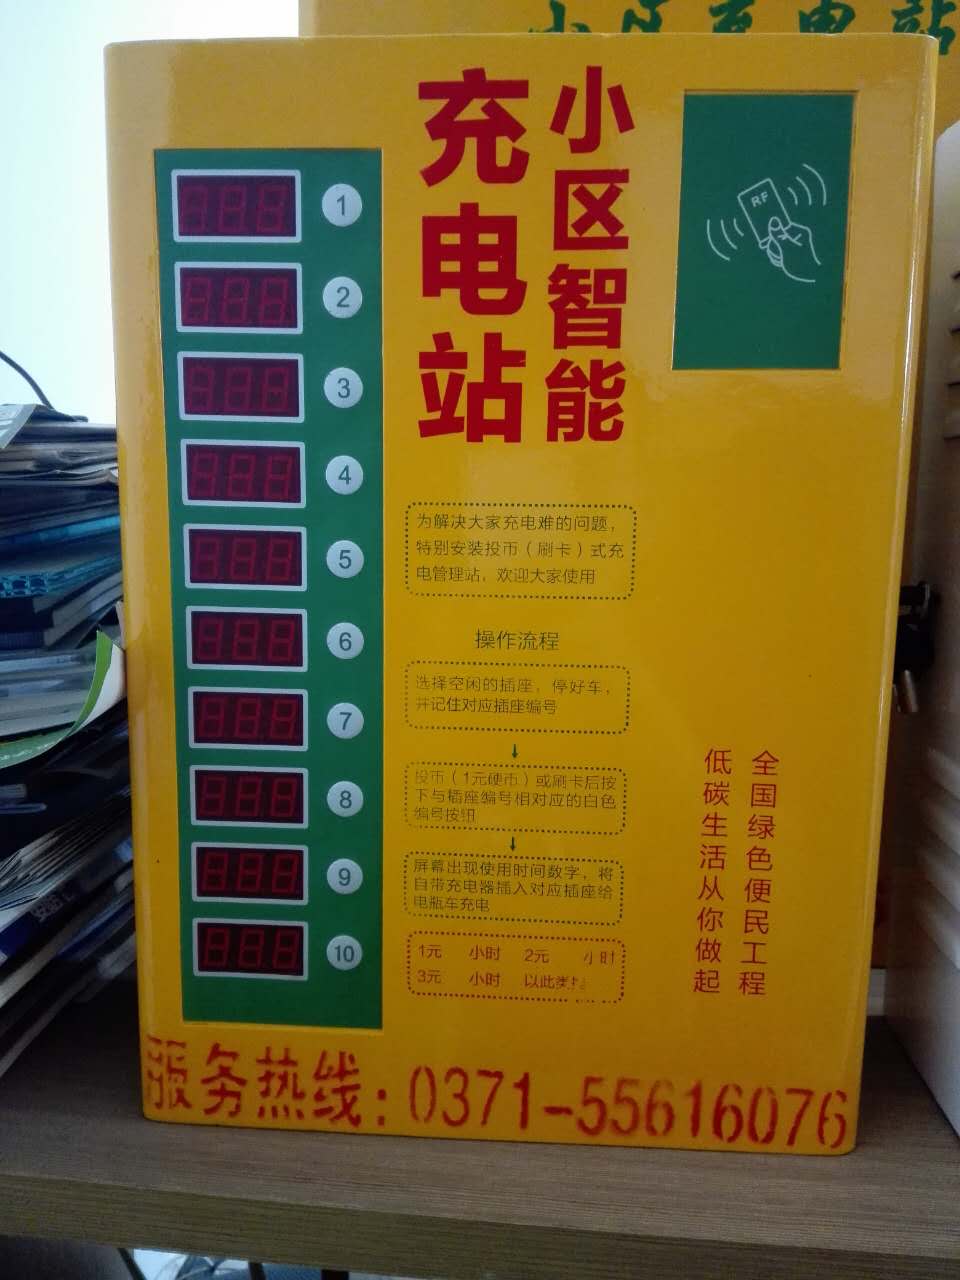 小区充电站
小区智能
充电站
RF
1
2
3
4
5
6
7
8
9
10
为解决大家充电难的问题，
特别安装投币（刷卡）式充
电管理站，欢迎大家使用
操作流程
选择空闲的插座，停好车，
并记住对应插座编号
投币（1元硬币）或刷卡后按
下与插座编号相对应的白色
编号按钮
屏幕出现使用时间数字，将
自带充电器插入对应插座给
电瓶车充电
1元 小时 2元 小时
3元 小时 以此类
全国绿色便民工程
低碳生活从你做起
服务热线：0371-55616076